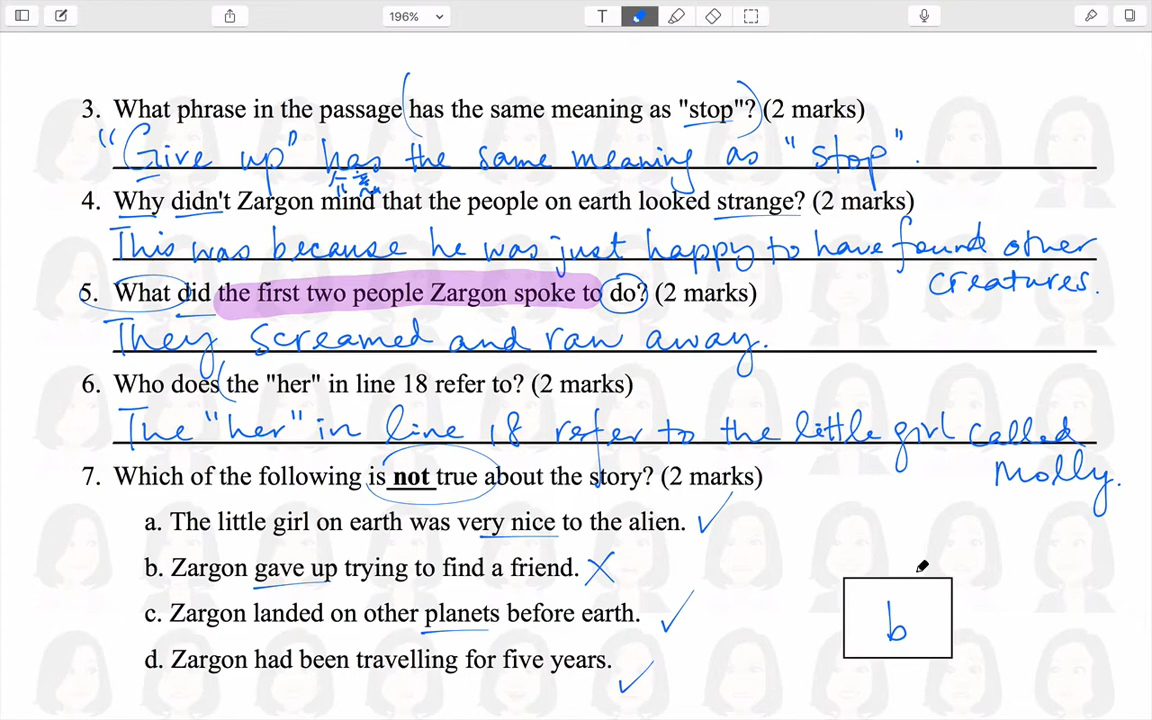 196%
T
3. What phrase in the passage has the same meaning as "stop"? (2 marks)
"Give up" has the same meaning as "stop".
4. Why didn't Zargon mind that the people on earth looked strange? (2 marks)
This was because he was just happy to have found other
creatures.
5. What did the first two people Zargon spoke to do? (2 marks)
They screamed and ran away.
6. Who does the "her" in line 18 refer to? (2 marks)
The "her" in line 18 refer to the little girl called
Molly.
7. Which of the following is not true about the story? (2 marks)
a. The little girl on earth was very nice to the alien.
b. Zargon gave up trying to find a friend.
c. Zargon landed on other planets before earth.
b
d. Zargon had been travelling for five years.